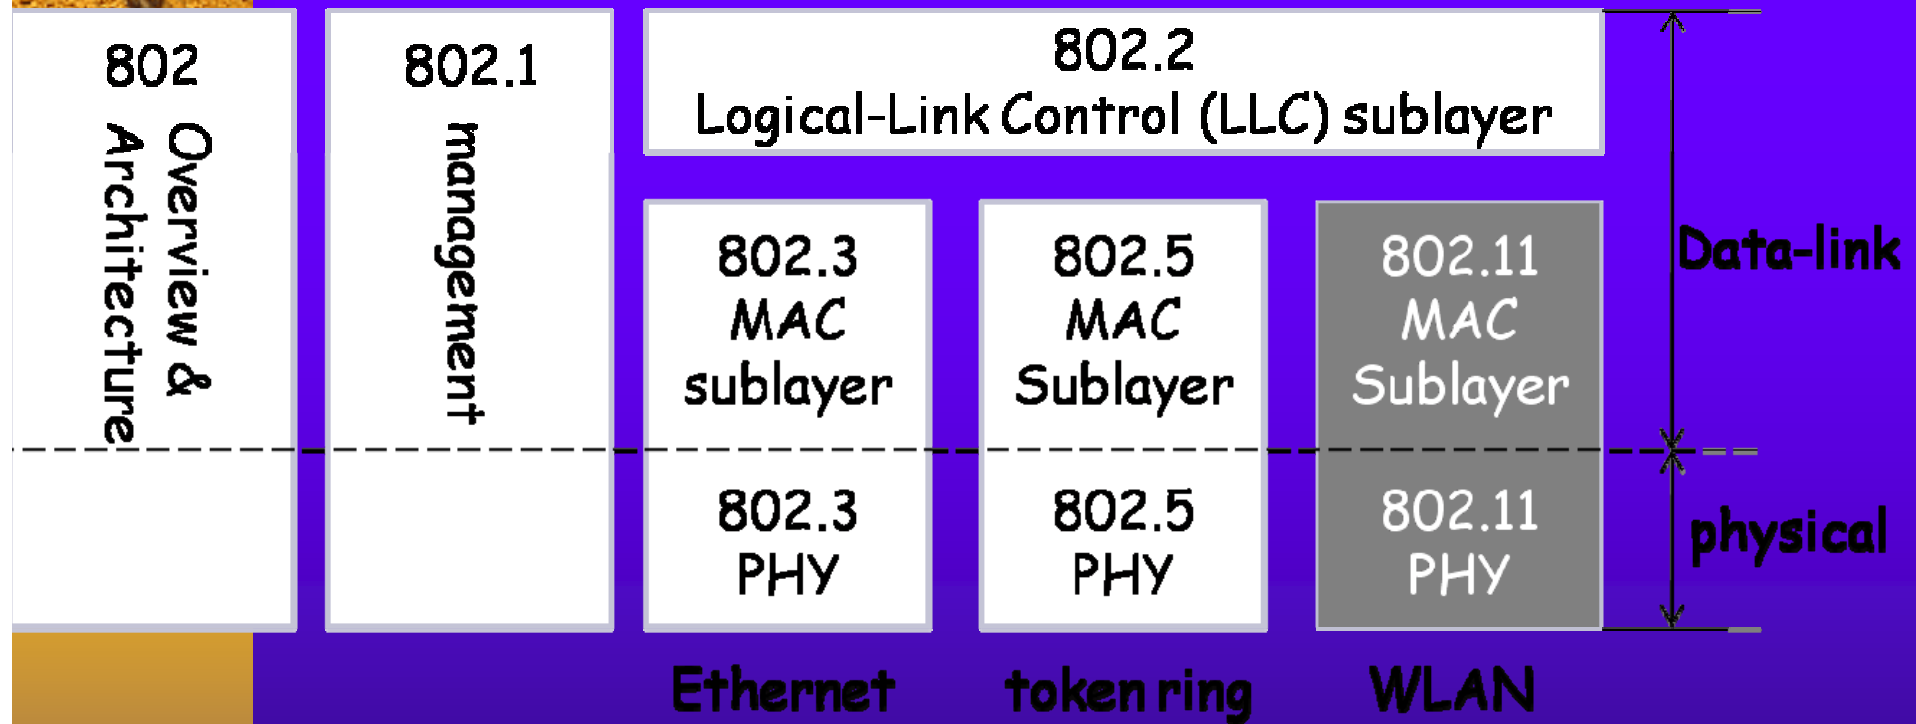 802
Overview &
Architecture
802.1
management
802.2
Logical-Link Control (LLC) sublayer
802.3
MAC
sublayer
802.5
MAC
Sublayer
802.11
MAC
Sublayer
Data-link
802.3
PHY
802.5
PHY
802.11
PHY
physical
Ethernet
token ring
WLAN